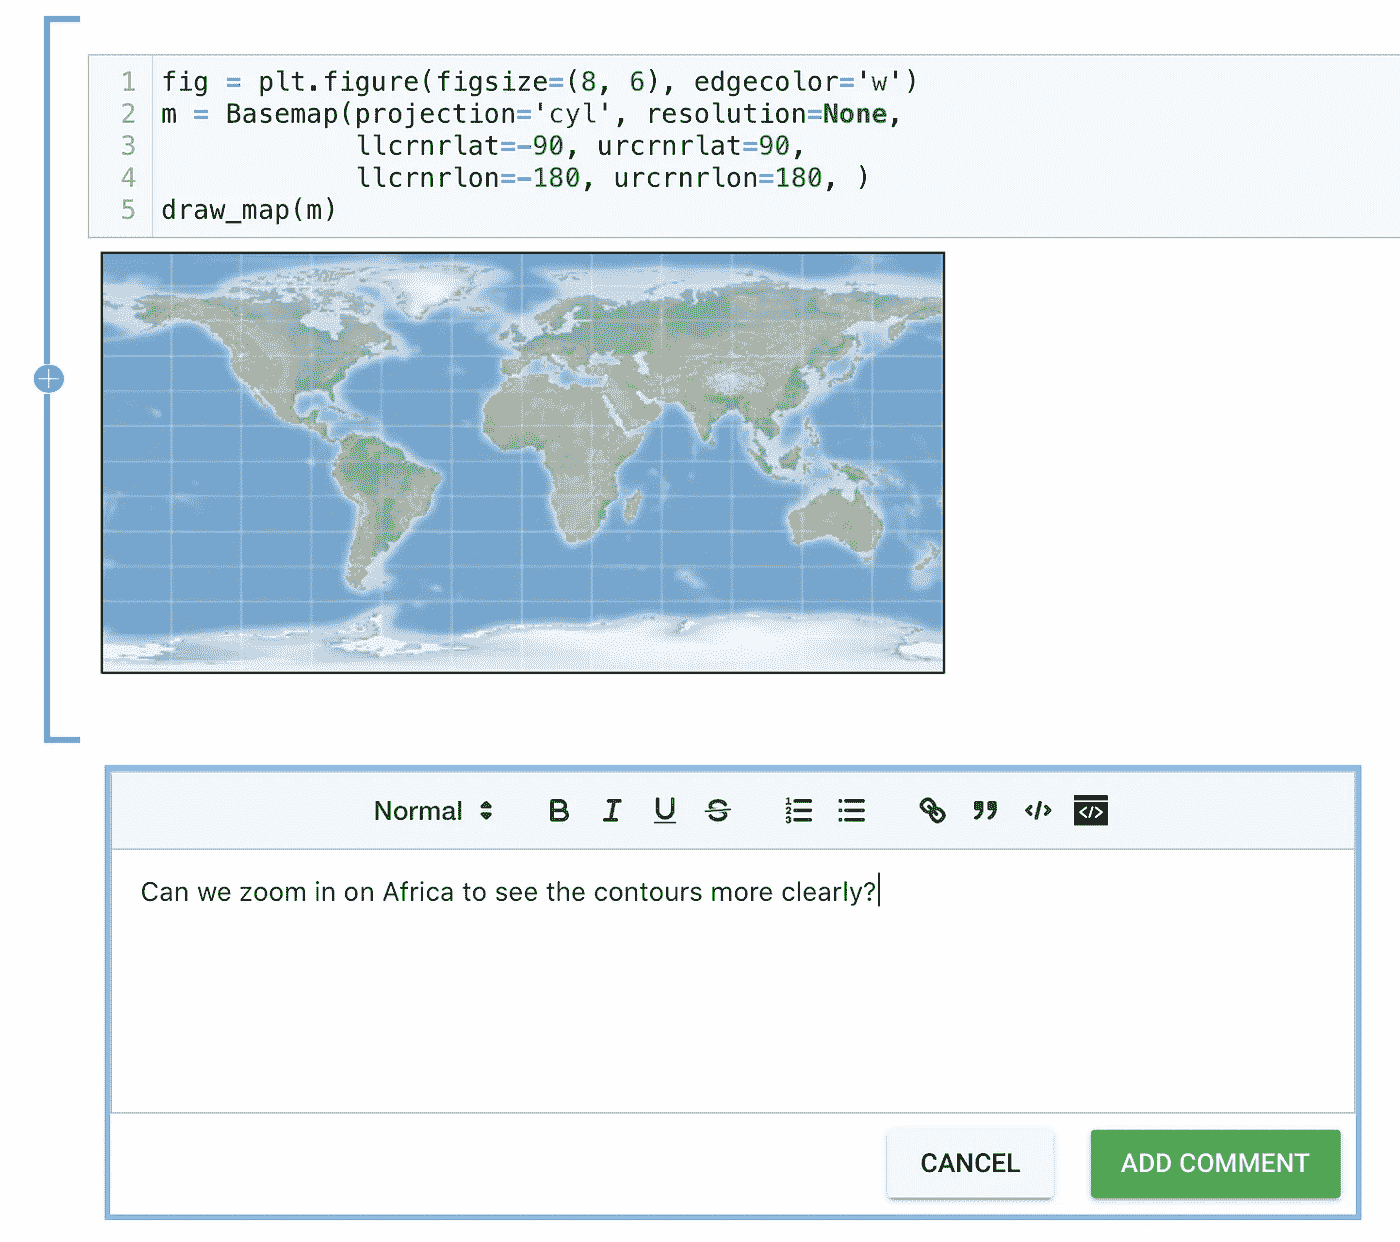 1 fig = plt.figure(figsize=(8, 6), edgecolor='w')
2 m = Basemap(projection='cyl', resolution=None,
3             llcrnrlat=-90, urcrnrlat=90,
4             llcrnrlon=-180, urcrnrlon=180, )
5 draw_map(m)
Normal B I U S
Can we zoom in on Africa to see the contours more clearly?
CANCEL ADD COMMENT